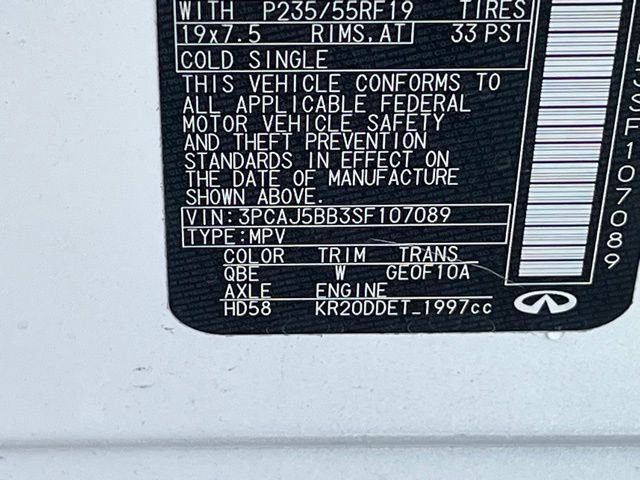 WITH P235/55RF19 TIRES
19x7.5 RIMS.AT 33 PSI
COLD SINGLE
THIS VEHICLE CONFORMS TO
ALL APPLICABLE FEDERAL
MOTOR VEHICLE SAFETY
AND THEFT PREVENTION
STANDARDS IN EFFECT ON
THE DATE OF MANUFACTURE
SHOWN ABOVE.
VIN: 3PCAJ5BB3SF107089
TYPE: MPV
COLOR TRIM TRANS
QBE W GE0F10A
AXLE ENGINE
HD58 KR20DDET_1997cc
SF107089